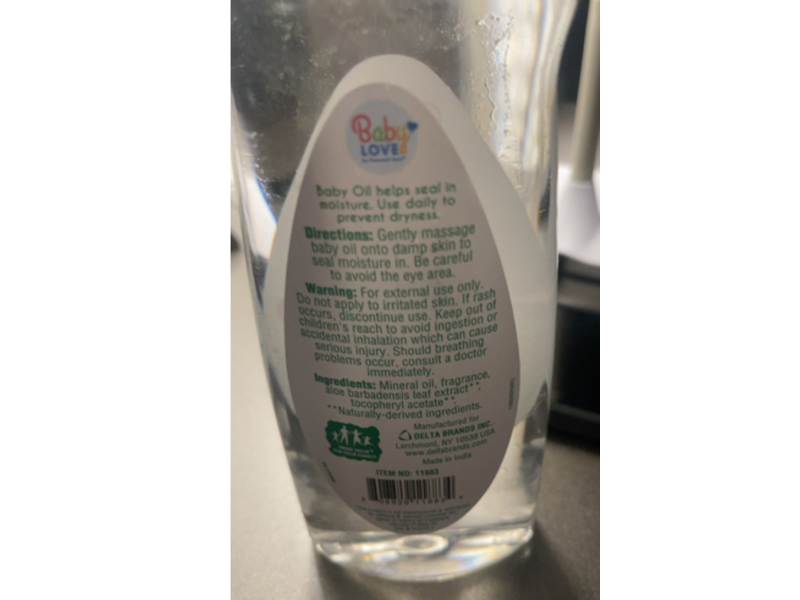 Baby
LOVE
Baby Oil helps seal in
moisture. Use daily to
prevent dryness.
Directions: Gently massage
baby oil onto damp skin to
seal moisture in. Be careful
to avoid the eye area.
Warning: For external use only.
Do not apply to irritated skin. If rash
occurs, discontinue use. Keep out of
children's reach to avoid ingestion or
accidental inhalation which can cause
serious injury. Should breathing
problems occur, consult a doctor
immediately.
Ingredients: Mineral oil, fragrance,
aloe barbadensis leaf extract**,
tocopheryl acetate**.
**Naturally-derived ingredients.
Manufactured for
DELTA BRANDS INC.
Larchmont, NY 10538 USA
www.deltabrands.com
Made in India
ITEM NO: 11883